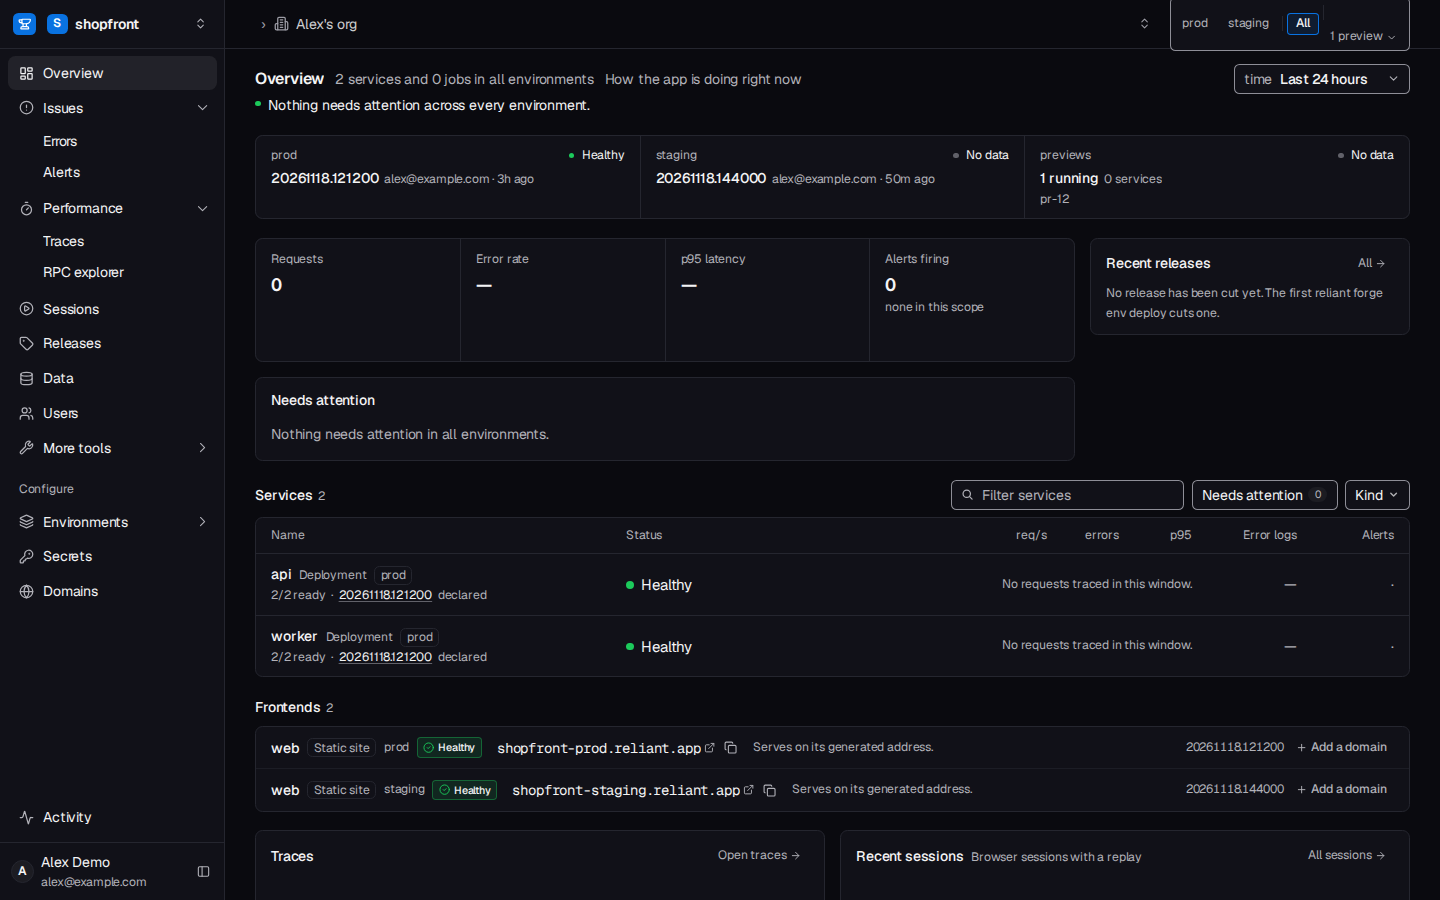 S shopfront
Overview
Issues
Errors
Alerts
Performance
Traces
RPC explorer
Sessions
Releases
Data
Users
More tools
Configure
Environments
Secrets
Domains
Activity
A Alex Demo
alex@example.com
› Alex's org
prod staging All 1 preview
Overview 2 services and 0 jobs in all environments How the app is doing right now
time Last 24 hours
Nothing needs attention across every environment.
prod Healthy
20261118.121200 alex@example.com · 3h ago
staging No data
20261118.144000 alex@example.com · 50m ago
previews No data
1 running 0 services
pr-12
Requests
0
Error rate
—
p95 latency
—
Alerts firing
0
none in this scope
Recent releases All →
No release has been cut yet. The first reliant forge
env deploy cuts one.
Needs attention
Nothing needs attention in all environments.
Services 2
Filter services
Needs attention 0
Kind
Name Status req/s errors p95 Error logs Alerts
api Deployment prod
2/2 ready · 20261118.121200 declared
Healthy
No requests traced in this window. — ·
worker Deployment prod
2/2 ready · 20261118.121200 declared
Healthy
No requests traced in this window. — ·
Frontends 2
web Static site prod Healthy shopfront-prod.reliant.app Serves on its generated address. 20261118.121200 + Add a domain
web Static site staging Healthy shopfront-staging.reliant.app Serves on its generated address. 20261118.144000 + Add a domain
Traces Open traces →
Recent sessions Browser sessions with a replay All sessions →